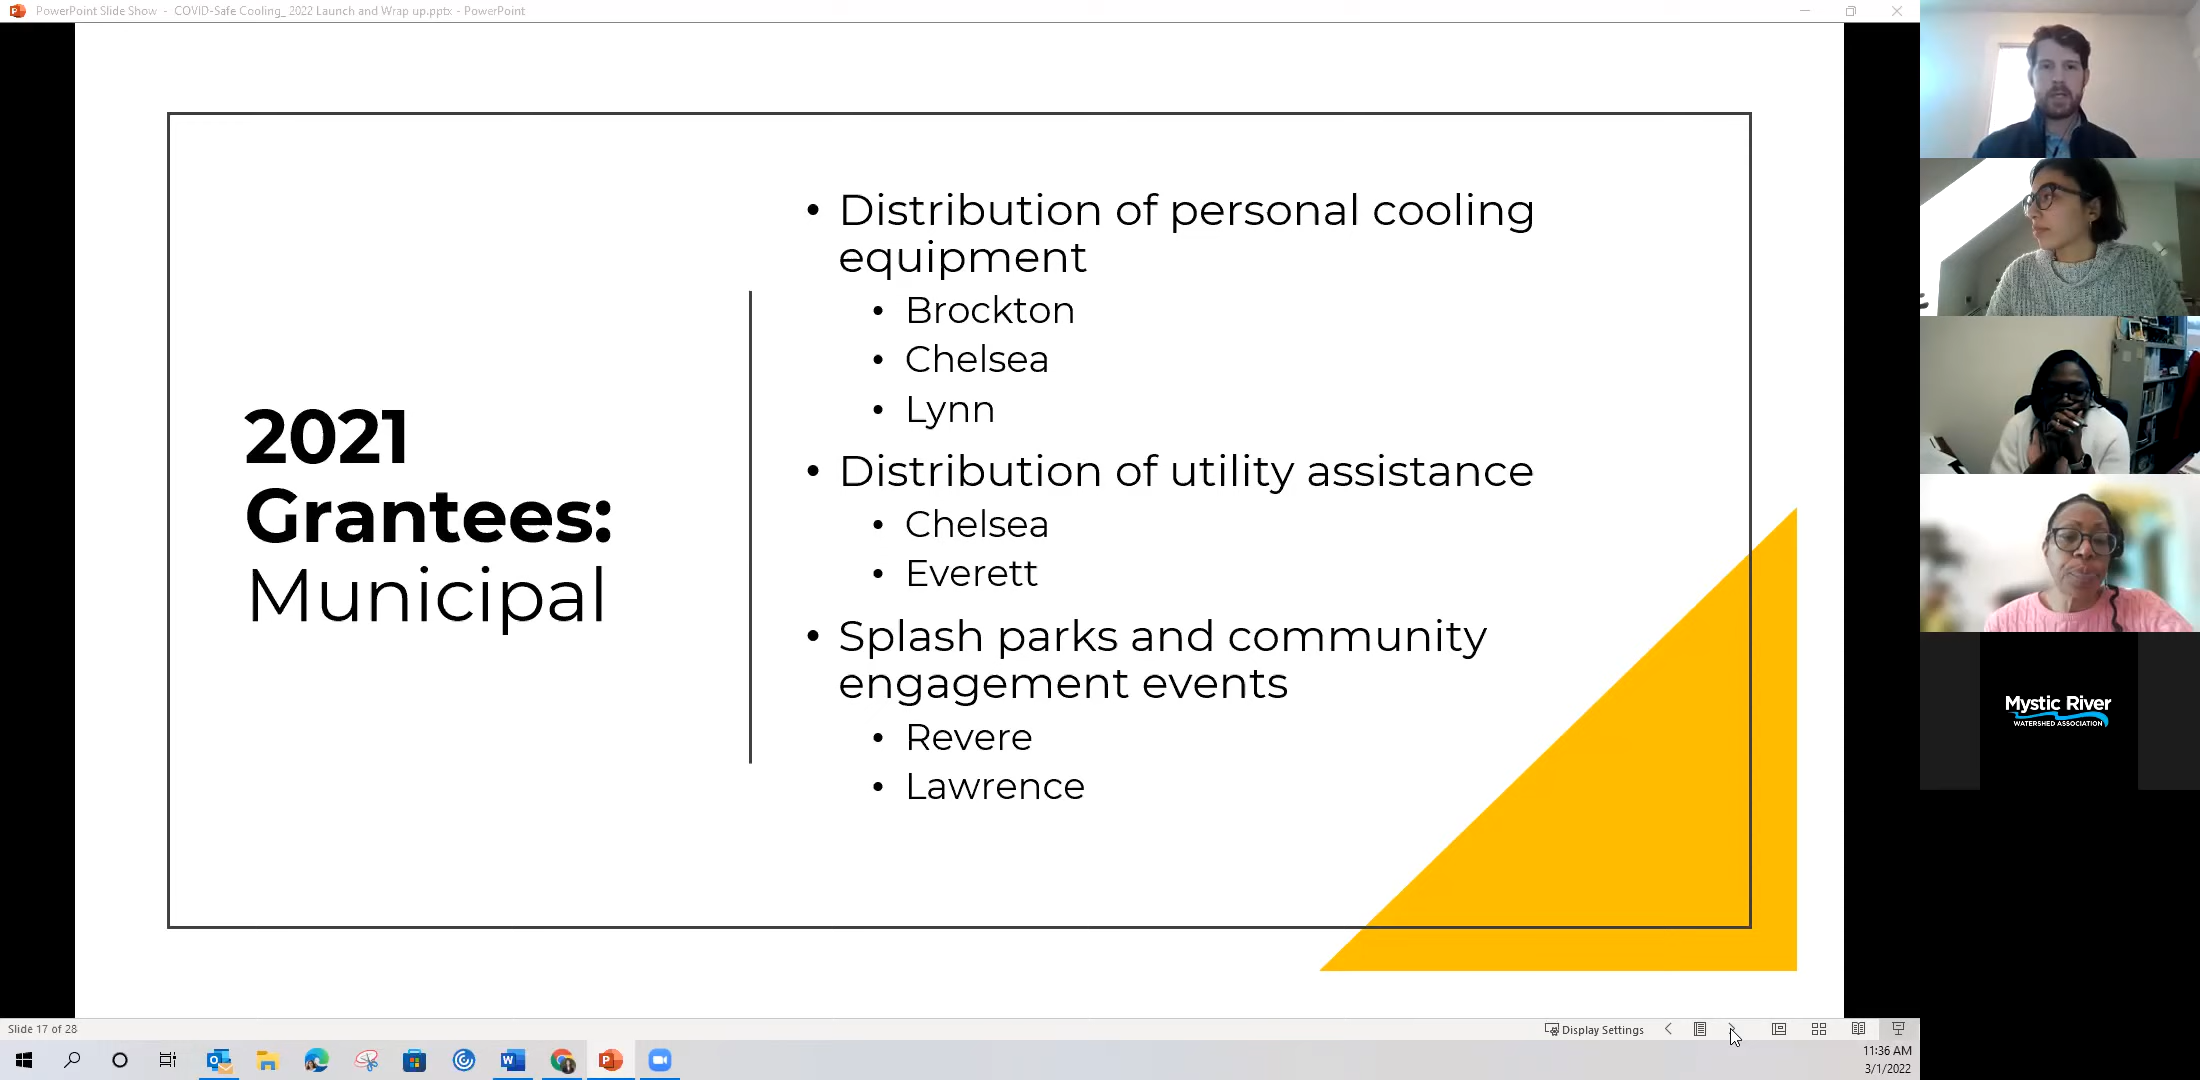 PowerPoint Slide Show - COVID-Safe Cooling_ 2022 Launch and Wrap up.pptx - PowerPoint
2021
Grantees:
Municipal
• Distribution of personal cooling
equipment
• Brockton
• Chelsea
• Lynn
• Distribution of utility assistance
• Chelsea
• Everett
• Splash parks and community
engagement events
• Revere
• Lawrence
Mystic River
WATERSHED ASSOCIATION
Slide 17 of 28
Display Settings
11:36 AM
3/1/2022